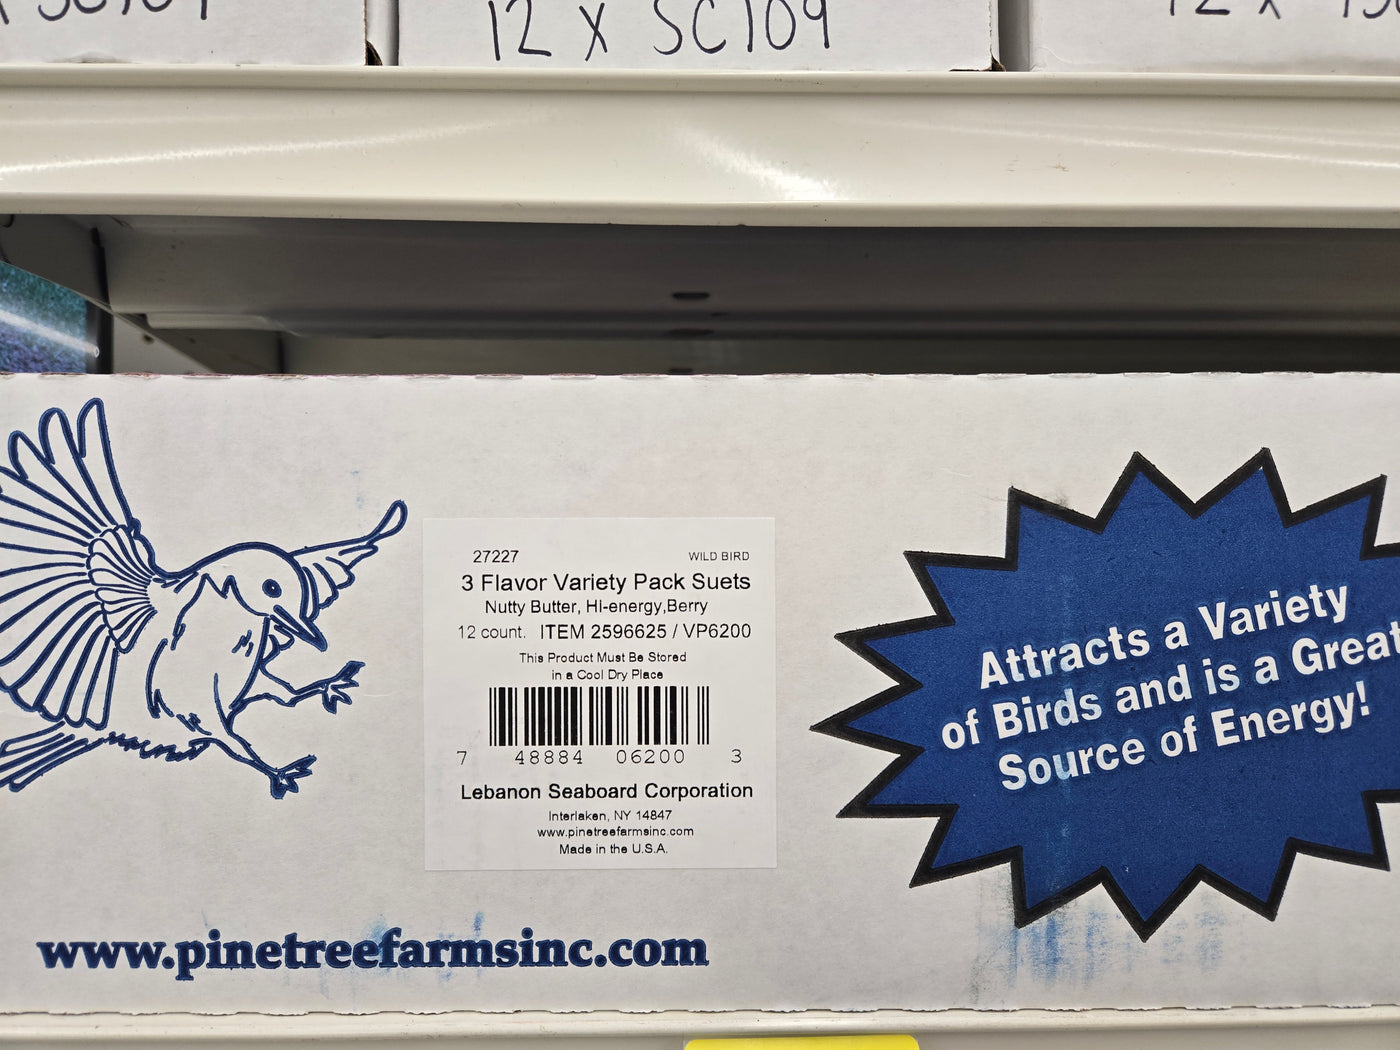 12 X SC109
27227
WILD BIRD
3 Flavor Variety Pack Suets
Nutty Butter, HI-energy,Berry
12 count. ITEM 2596625 / VP6200
This Product Must Be Stored
in a Cool Dry Place
7 48884 06200 3
Lebanon Seaboard Corporation
Interlaken, NY 14847
www.pinetreefarmsinc.com
Made in the U.S.A.
Attracts a Variety
of Birds and is a Great
Source of Energy!
www.pinetreefarmsinc.com